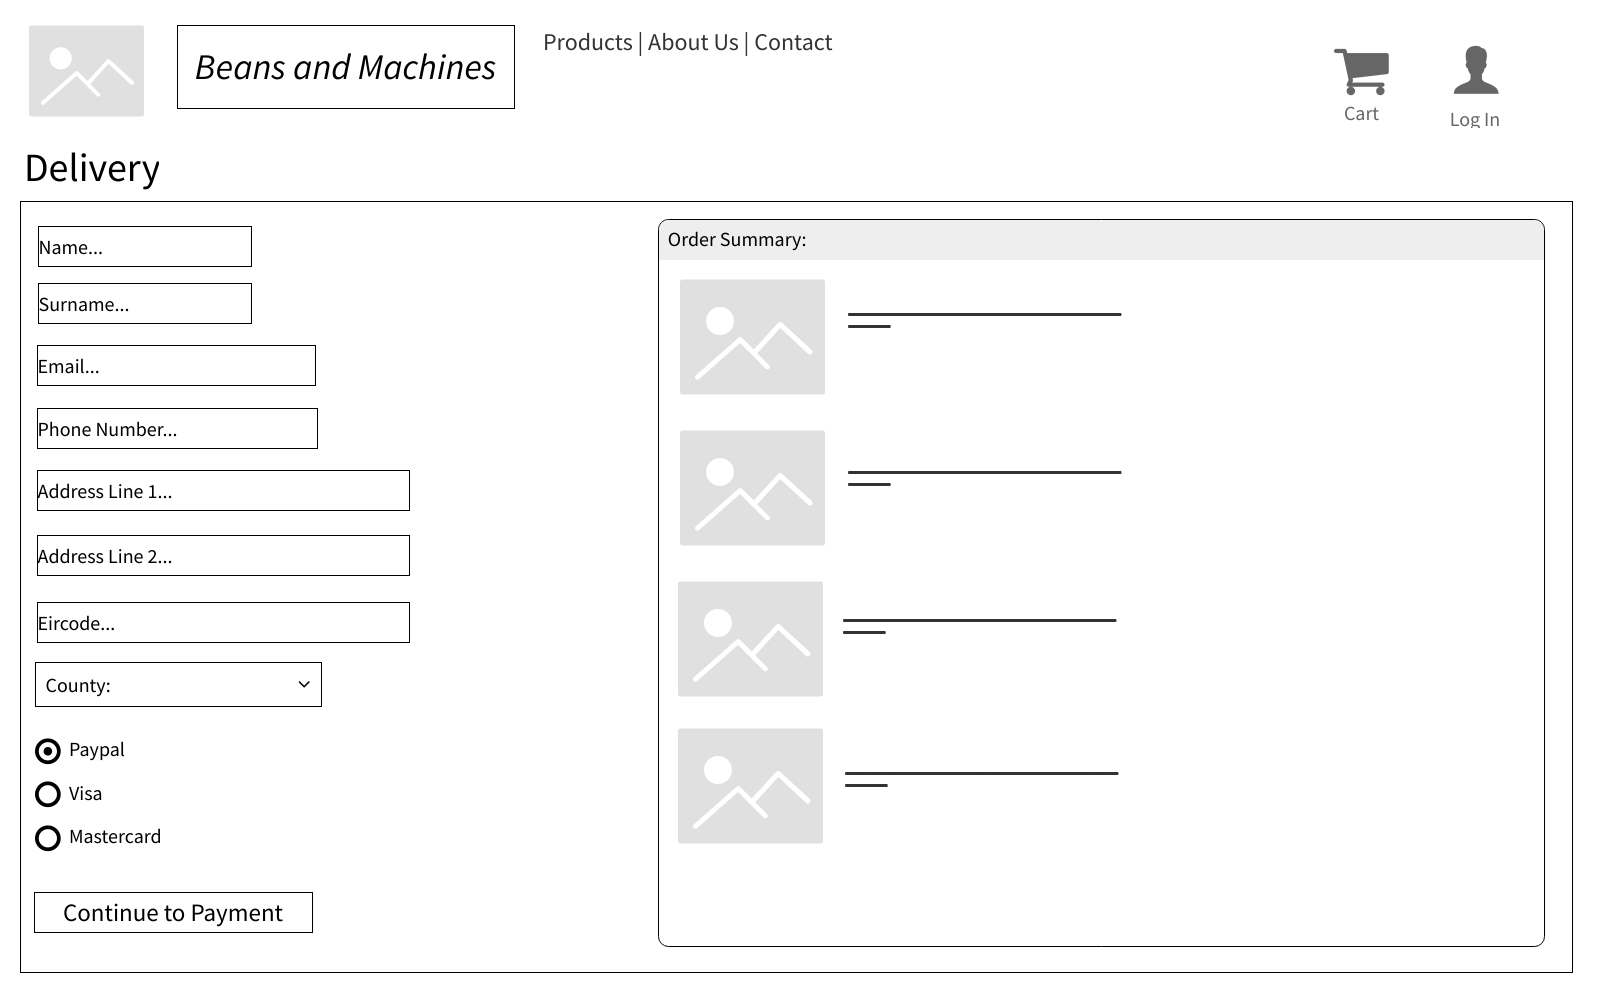 Beans and Machines
Products | About Us | Contact
Cart
Log In
Delivery
Name...
Surname...
Email...
Phone Number...
Address Line 1...
Address Line 2...
Eircode...
County:
Paypal
Visa
Mastercard
Continue to Payment
Order Summary: